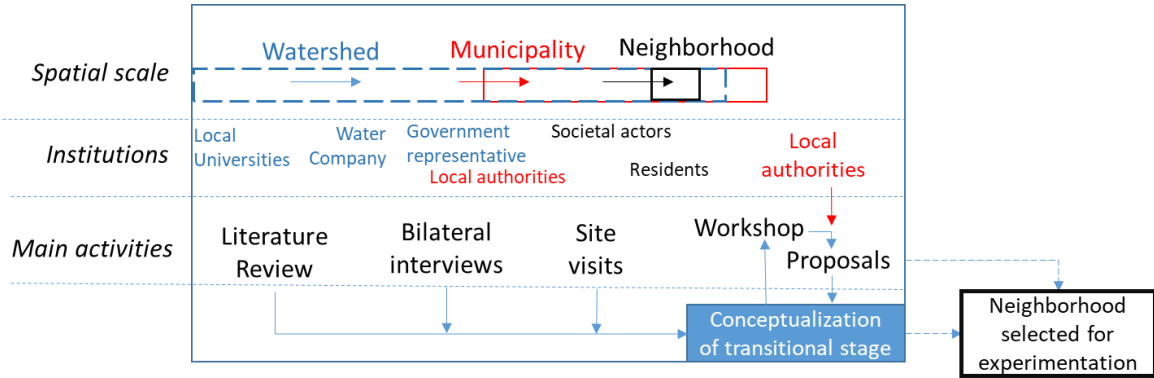 Watershed
Municipality
Neighborhood
Spatial scale
Institutions
Local
Universities
Water
Company
Government
representative
Local authorities
Societal actors
Residents
Local
authorities
Main activities
Literature
Review
Bilateral
interviews
Site
visits
Workshop
Proposals
Conceptualization
of transitional stage
Neighborhood
selected for
experimentation